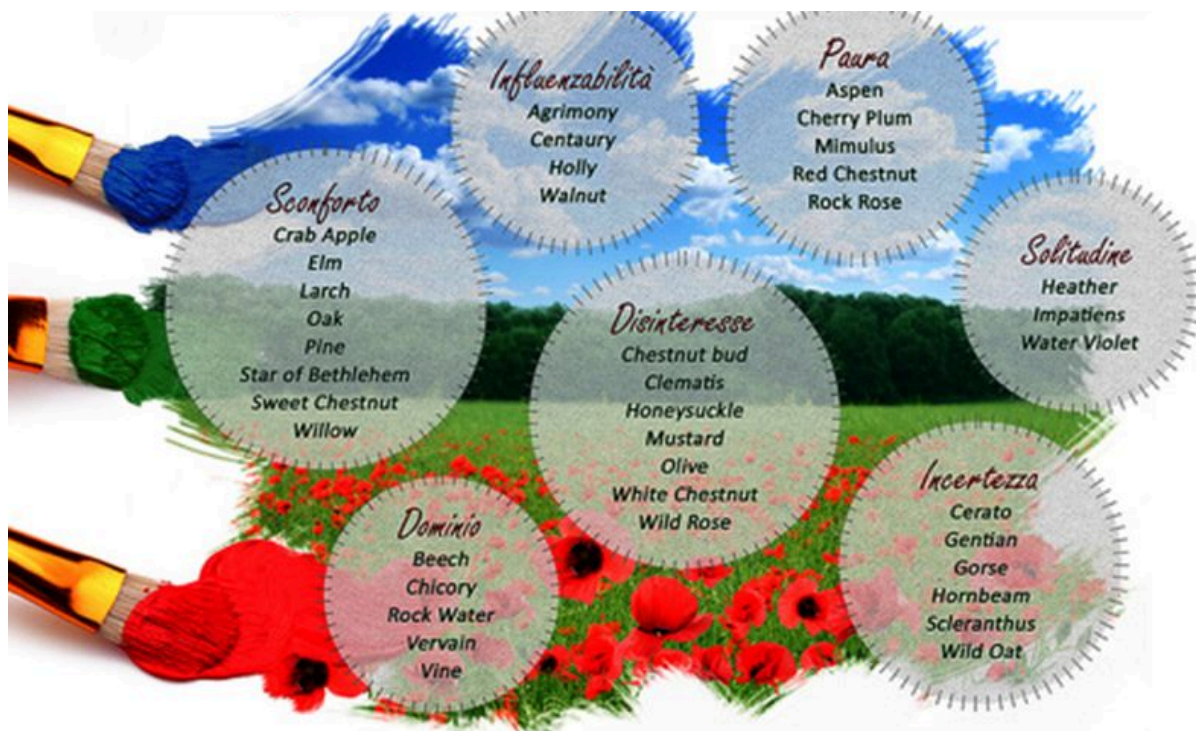 Influenzabilità
Agrimony
Centaury
Holly
Walnut
Paura
Aspen
Cherry Plum
Mimulus
Red Chestnut
Rock Rose
Sconforto
Crab Apple
Elm
Larch
Oak
Pine
Star of Bethlehem
Sweet Chestnut
Willow
Disinteresse
Chestnut bud
Clematis
Honeysuckle
Mustard
Olive
White Chestnut
Wild Rose
Solitudine
Heather
Impatiens
Water Violet
Dominio
Beech
Chicory
Rock Water
Vervain
Vine
Incertezza
Cerato
Gentian
Gorse
Hornbeam
Scleranthus
Wild Oat